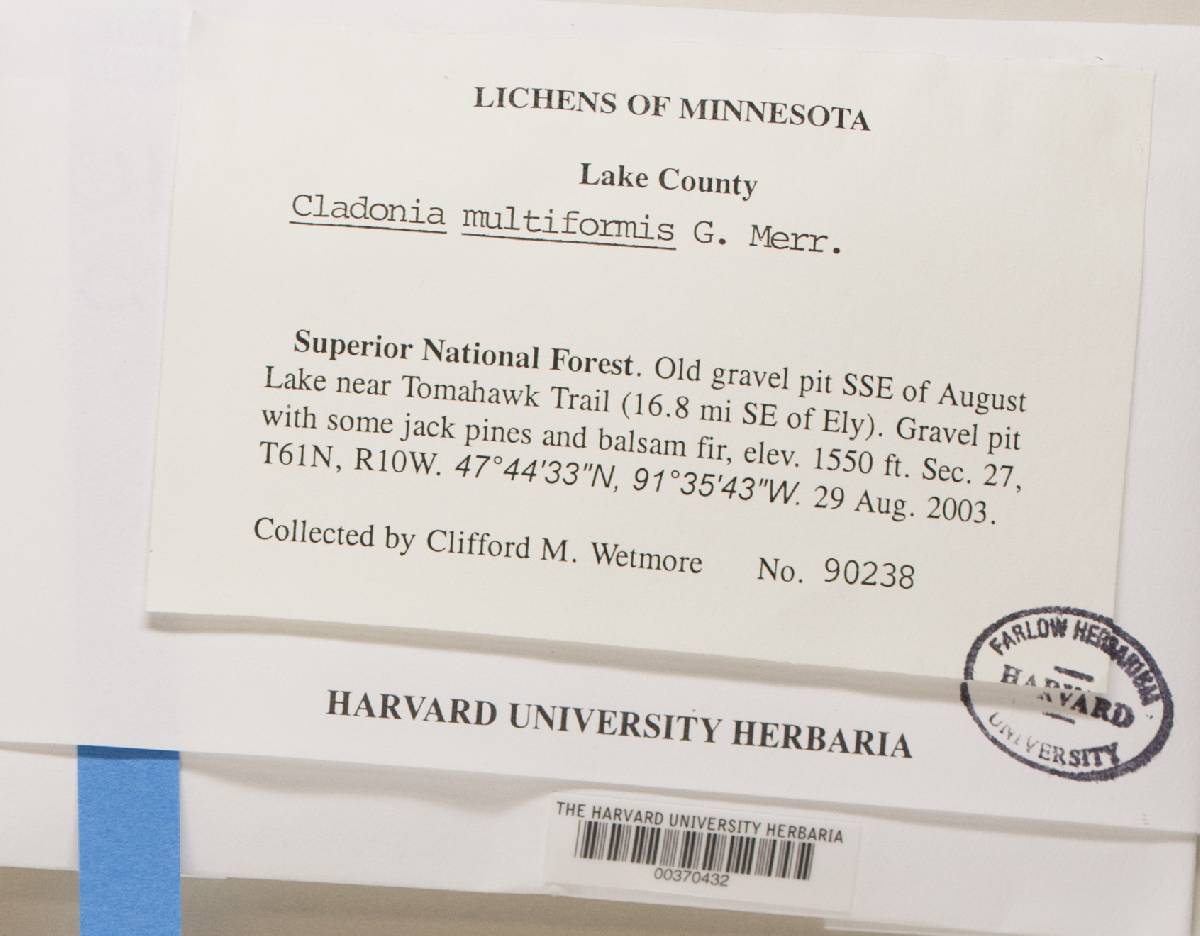 LICHENS OF MINNESOTA
Lake County
Cladonia multiformis G. Merr.
Superior National Forest. Old gravel pit SSE of August
Lake near Tomahawk Trail (16.8 mi SE of Ely). Gravel pit
with some jack pines and balsam fir, elev. 1550 ft. Sec. 27,
T61N, R10W. 47°44'33"N, 91°35'43"W. 29 Aug. 2003.
Collected by Clifford M. Wetmore No. 90238
FARLOW HERBARIUM
HARVARD
UNIVERSITY
HARVARD UNIVERSITY HERBARIA
THE HARVARD UNIVERSITY HERBARIA
00370432